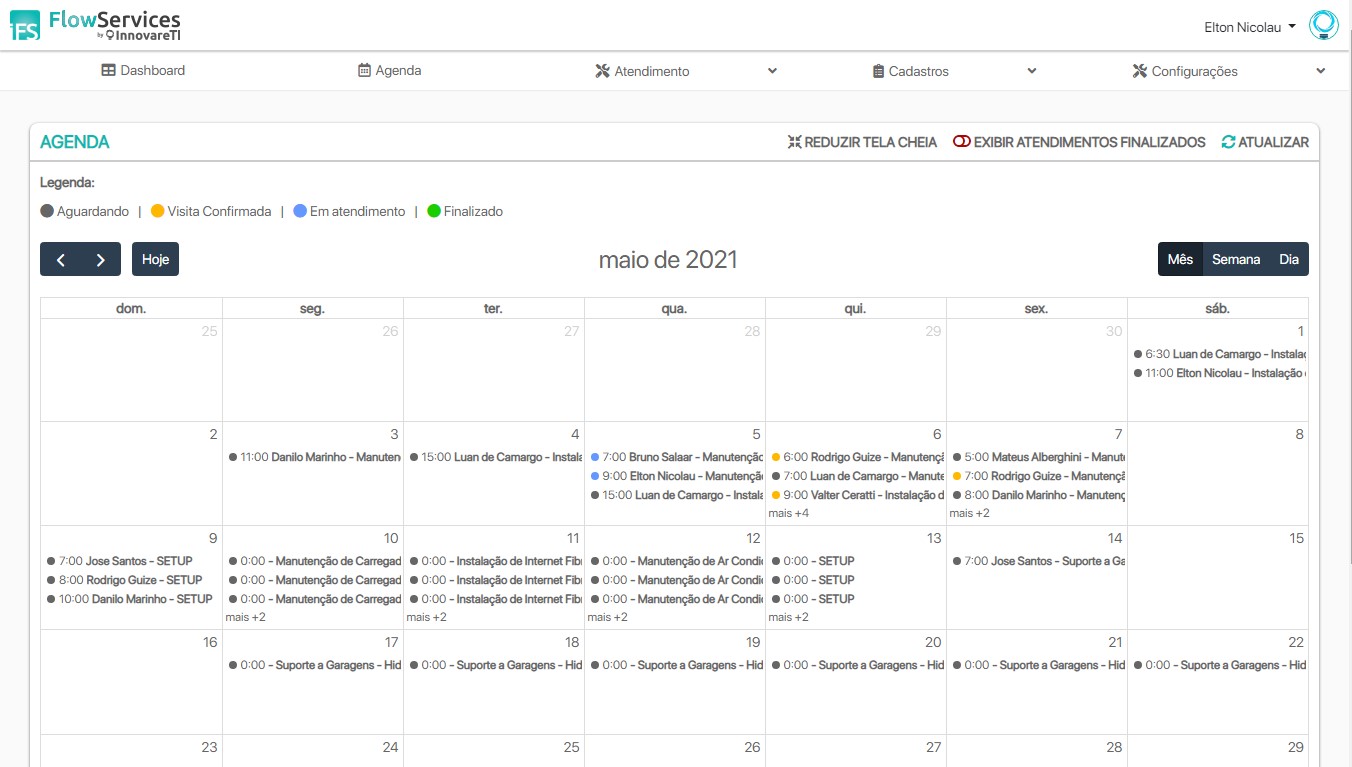 FlowServices
by InnovareTI
Elton Nicolau
Dashboard Agenda Atendimento Cadastros Configurações
AGENDA REDUZIR TELA CHEIA EXIBIR ATENDIMENTOS FINALIZADOS ATUALIZAR
Legenda:
Aguardando | Visita Confirmada | Em atendimento | Finalizado
Hoje maio de 2021 Mês Semana Dia
dom. seg. ter. qua. qui. sex. sáb.
25 26 27 28 29 30 1
6:30 Luan de Camargo - Instalaç
11:00 Elton Nicolau - Instalação
2 3 4 5 6 7 8
11:00 Danilo Marinho - Manuten 15:00 Luan de Camargo - Instala 7:00 Bruno Salaar - Manutenção 6:00 Rodrigo Guize - Manutençã 5:00 Mateus Alberghini - Manut
9:00 Elton Nicolau - Manutenção 7:00 Luan de Camargo - Manute 7:00 Rodrigo Guize - Manutençã
15:00 Luan de Camargo - Instala 9:00 Valter Ceratti - Instalação d 8:00 Danilo Marinho - Manutenç
mais +4 mais +2
9 10 11 12 13 14 15
7:00 Jose Santos - SETUP 0:00 - Manutenção de Carregad 0:00 - Instalação de Internet Fib 0:00 - Manutenção de Ar Condic 0:00 - SETUP 7:00 Jose Santos - Suporte a Ga
8:00 Rodrigo Guize - SETUP 0:00 - Manutenção de Carregad 0:00 - Instalação de Internet Fib 0:00 - Manutenção de Ar Condic 0:00 - SETUP
10:00 Danilo Marinho - SETUP 0:00 - Manutenção de Carregad 0:00 - Instalação de Internet Fib 0:00 - Manutenção de Ar Condic 0:00 - SETUP
mais +2 mais +2 mais +2 mais +2
16 17 18 19 20 21 22
0:00 - Suporte a Garagens - Hid 0:00 - Suporte a Garagens - Hid 0:00 - Suporte a Garagens - Hid 0:00 - Suporte a Garagens - Hid 0:00 - Suporte a Garagens - Hid 0:00 - Suporte a Garagens - Hid
23 24 25 26 27 28 29